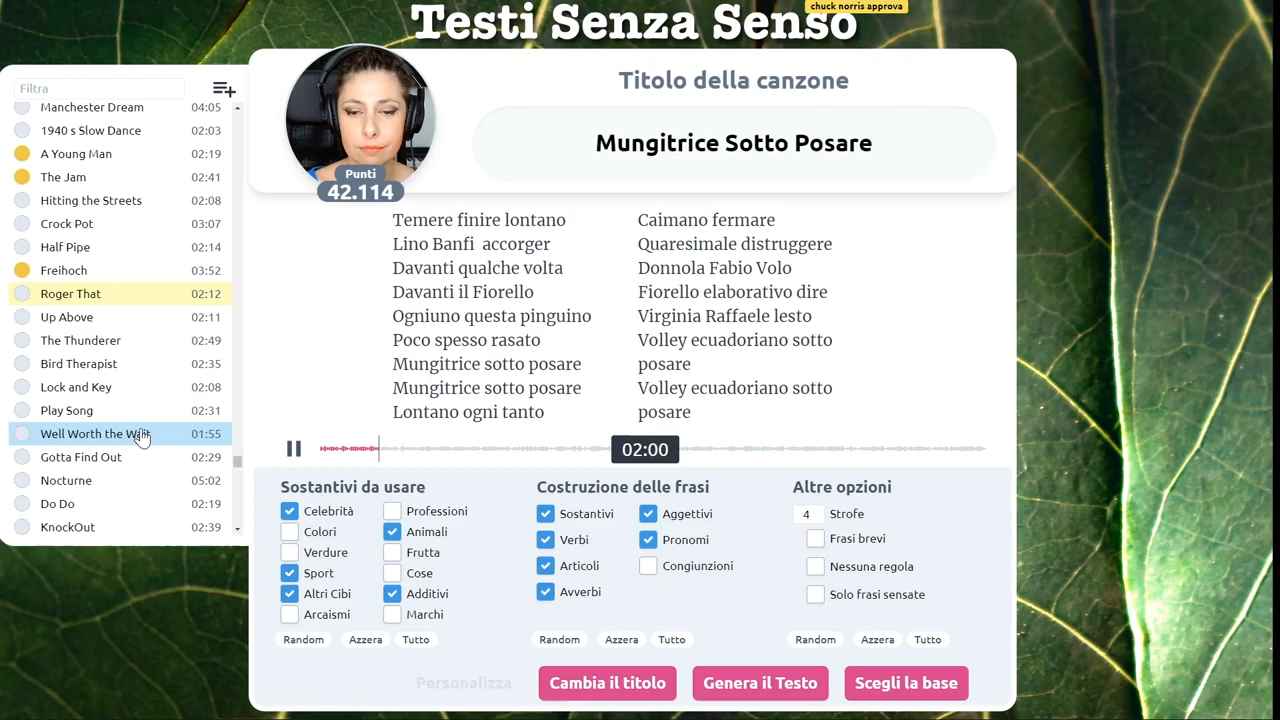 chuck norris approva
Testi Senza Senso
Filtra
Manchester Dream 04:05
1940 s Slow Dance 02:03
A Young Man 02:19
The Jam 02:41
Hitting the Streets 02:08
Crock Pot 03:07
Half Pipe 02:14
Freihoch 03:52
Roger That 02:12
Up Above 02:11
The Thunderer 02:49
Bird Therapist 02:35
Lock and Key 02:08
Play Song 02:31
Well Worth the Wait 01:55
Gotta Find Out 02:29
Nocturne 05:02
Do Do 02:19
KnockOut 02:39
Punti
42.114
Titolo della canzone
Mungitrice Sotto Posare
Temere finire lontano
Lino Banfi accorger
Davanti qualche volta
Davanti il Fiorello
Ogniuno questa pinguino
Poco spesso rasato
Mungitrice sotto posare
Mungitrice sotto posare
Lontano ogni tanto
Caimano fermare
Quaresimale distruggere
Donnola Fabio Volo
Fiorello elaborativo dire
Virginia Raffaele lesto
Volley ecuadoriano sotto
posare
Volley ecuadoriano sotto
posare
02:00
Sostantivi da usare
Celebrità Professioni
Colori Animali
Verdure Frutta
Sport Cose
Altri Cibi Additivi
Arcaismi Marchi
Random Azzera Tutto
Costruzione delle frasi
Sostantivi Aggettivi
Verbi Pronomi
Articoli Congiunzioni
Avverbi
Random Azzera Tutto
Altre opzioni
4 Strofe
Frasi brevi
Nessuna regola
Solo frasi sensate
Random Azzera Tutto
Personalizza Cambia il titolo Genera il Testo Scegli la base